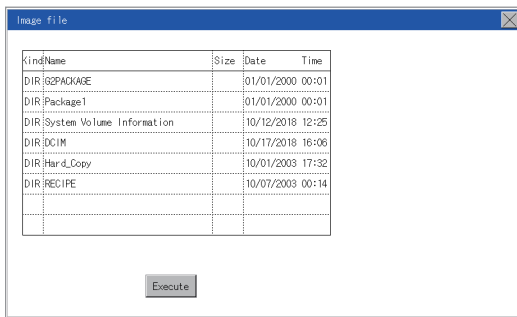 Image file
Kind Name Size Date Time
DIR G2PACKAGE 01/01/2000 00:01
DIR Package1 01/01/2000 00:01
DIR System Volume Information 10/12/2018 12:25
DIR DCIM 10/17/2018 16:06
DIR Hard_Copy 10/01/2003 17:32
DIR RECIPE 10/07/2003 00:14
Execute